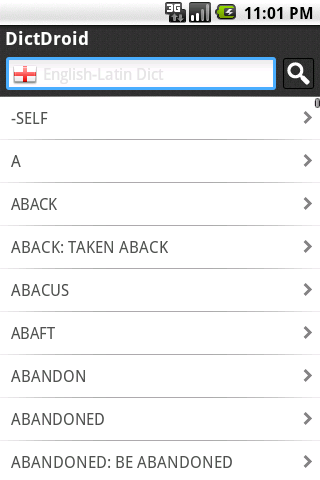 3G 11:01 PM
DictDroid
English-Latin Dict
-SELF
A
ABACK
ABACK: TAKEN ABACK
ABACUS
ABAFT
ABANDON
ABANDONED
ABANDONED: BE ABANDONED